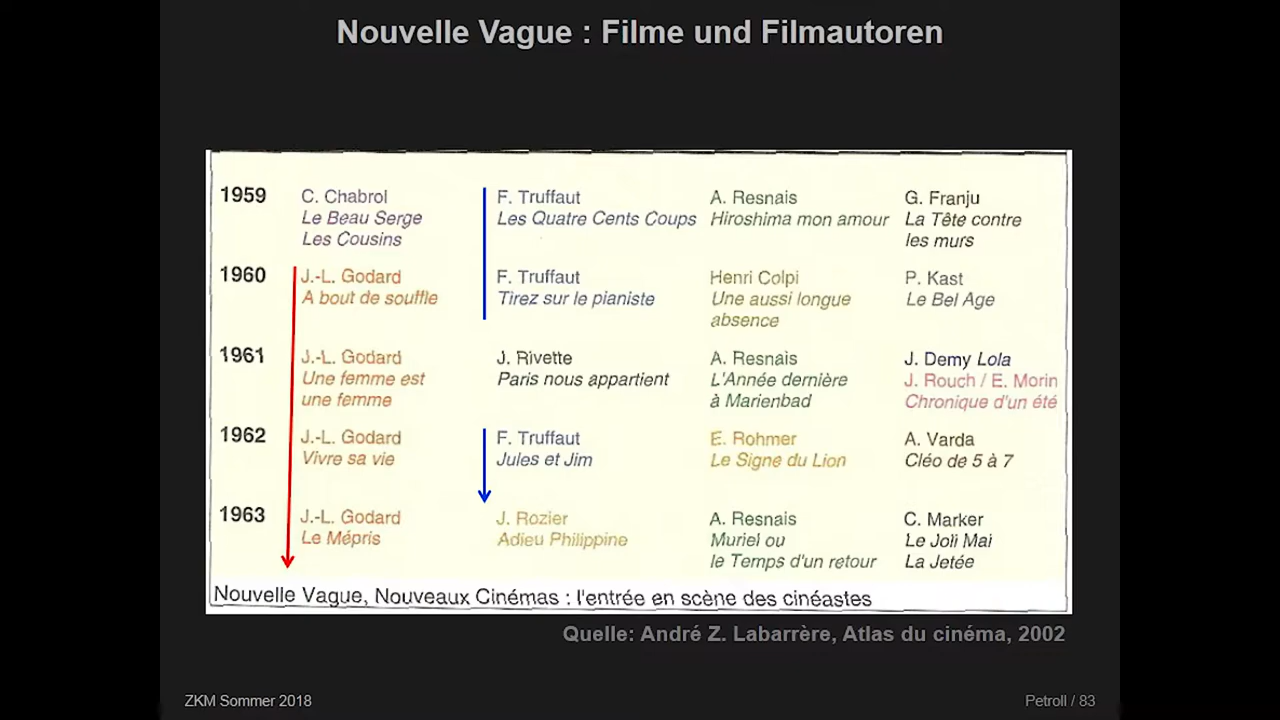 Nouvelle Vague : Filme und Filmautoren
1959
C. Chabrol
Le Beau Serge
Les Cousins
F. Truffaut
Les Quatre Cents Coups
A. Resnais
Hiroshima mon amour
G. Franju
La Tête contre
les murs
1960
J.-L. Godard
A bout de souffle
F. Truffaut
Tirez sur le pianiste
Henri Colpi
Une aussi longue
absence
P. Kast
Le Bel Age
1961
J.-L. Godard
Une femme est
une femme
J. Rivette
Paris nous appartient
A. Resnais
L'Année dernière
à Marienbad
J. Demy Lola
J. Rouch / E. Morin
Chronique d'un été
1962
J.-L. Godard
Vivre sa vie
F. Truffaut
Jules et Jim
E. Rohmer
Le Signe du Lion
A. Varda
Cléo de 5 à 7
1963
J.-L. Godard
Le Mépris
J. Rozier
Adieu Philippine
A. Resnais
Muriel ou
le Temps d'un retour
C. Marker
Le Joli Mai
La Jetée
Nouvelle Vague, Nouveaux Cinémas : l'entrée en scène des cinéastes
Quelle: André Z. Labarrère, Atlas du cinéma, 2002
ZKM Sommer 2018
Petroll / 83